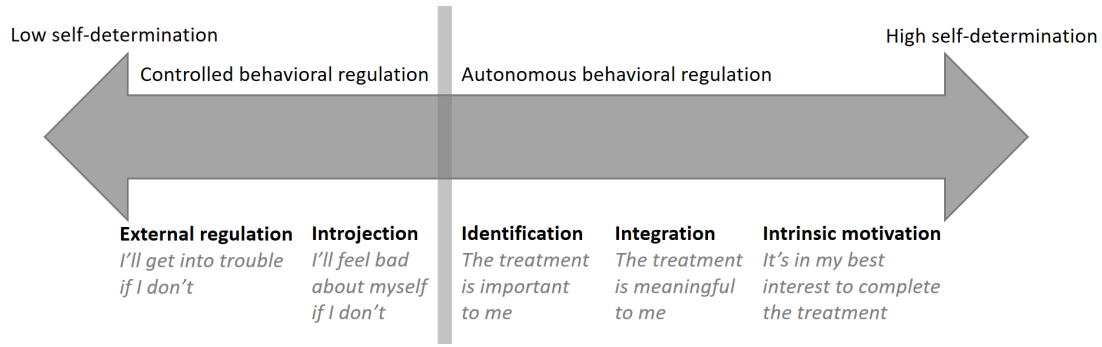 Low self-determination
High self-determination
Controlled behavioral regulation
Autonomous behavioral regulation
External regulation
I'll get into trouble
if I don't
Introjection
I'll feel bad
about myself
if I don't
Identification
The treatment
is important
to me
Integration
The treatment
is meaningful
to me
Intrinsic motivation
It's in my best
interest to complete
the treatment